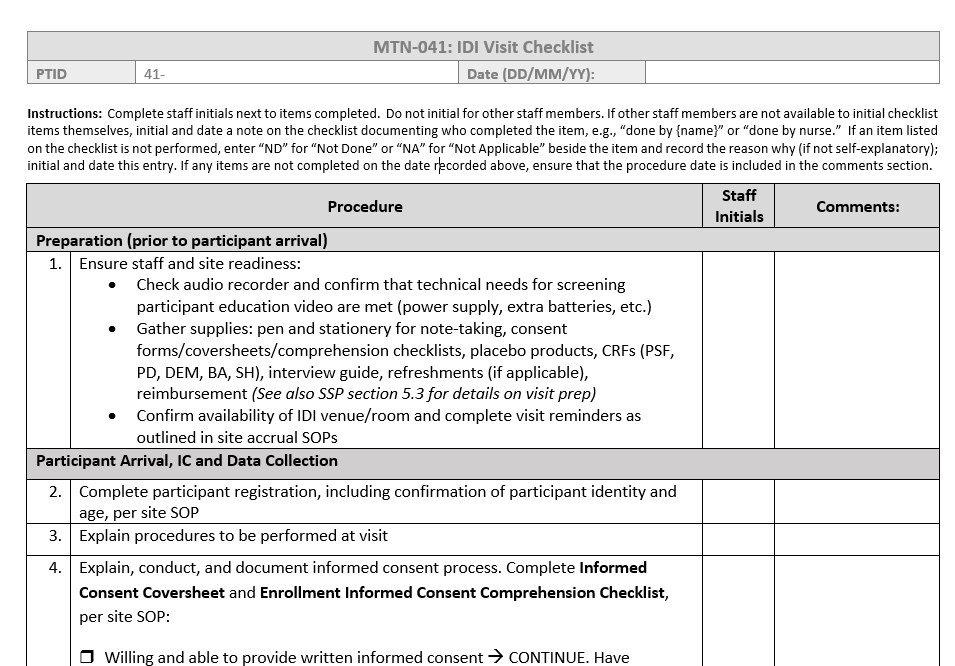 MTN-041: IDI Visit Checklist
PTID 41- Date (DD/MM/YY):
Instructions: Complete staff initials next to items completed. Do not initial for other staff members. If other staff members are not available to initial checklist
items themselves, initial and date a note on the checklist documenting who completed the item, e.g., “done by {name}” or “done by nurse.” If an item listed
on the checklist is not performed, enter “ND” for “Not Done” or “NA” for “Not Applicable” beside the item and record the reason why (if not self-explanatory);
initial and date this entry. If any items are not completed on the date recorded above, ensure that the procedure date is included in the comments section.
Procedure Staff Initials Comments:
Preparation (prior to participant arrival)
1. Ensure staff and site readiness:
• Check audio recorder and confirm that technical needs for screening
participant education video are met (power supply, extra batteries, etc.)
• Gather supplies: pen and stationery for note-taking, consent
forms/coversheets/comprehension checklists, placebo products, CRFs (PSF,
PD, DEM, BA, SH), interview guide, refreshments (if applicable),
reimbursement (See also SSP section 5.3 for details on visit prep)
• Confirm availability of IDI venue/room and complete visit reminders as
outlined in site accrual SOPs
Participant Arrival, IC and Data Collection
2. Complete participant registration, including confirmation of participant identity and
age, per site SOP
3. Explain procedures to be performed at visit
4. Explain, conduct, and document informed consent process. Complete Informed
Consent Coversheet and Enrollment Informed Consent Comprehension Checklist,
per site SOP:
❒ Willing and able to provide written informed consent → CONTINUE. Have